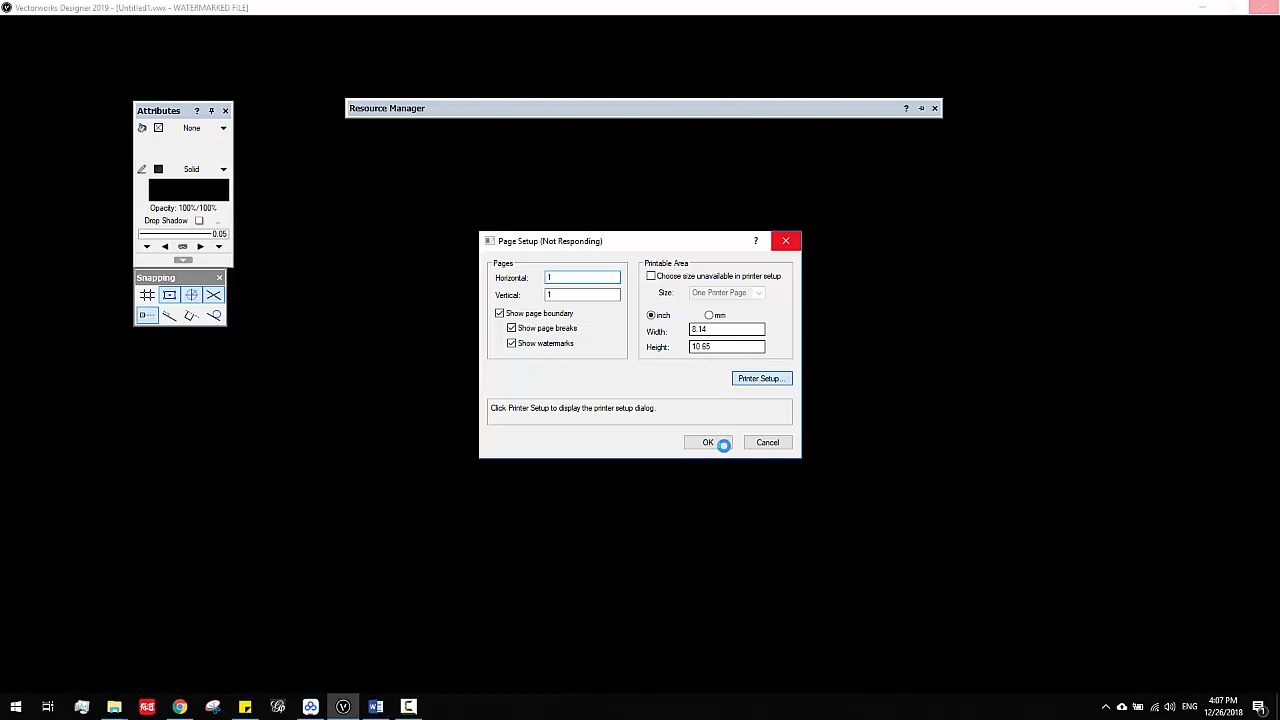 Vectorworks Designer 2019 - [Untitled1.vwx - WATERMARKED FILE]
Attributes
None
Solid
Opacity: 100%/100%
Drop Shadow
0.05
Snapping
Resource Manager
Page Setup (Not Responding)
Pages
Horizontal: 1
Vertical: 1
Show page boundary
Show page breaks
Show watermarks
Printable Area
Choose size unavailable in printer setup
Size: One Printer Page
inch mm
Width: 8.14
Height: 10.65
Printer Setup...
Click Printer Setup to display the printer setup dialog.
OK Cancel
ENG
4:07 PM
12/26/2018